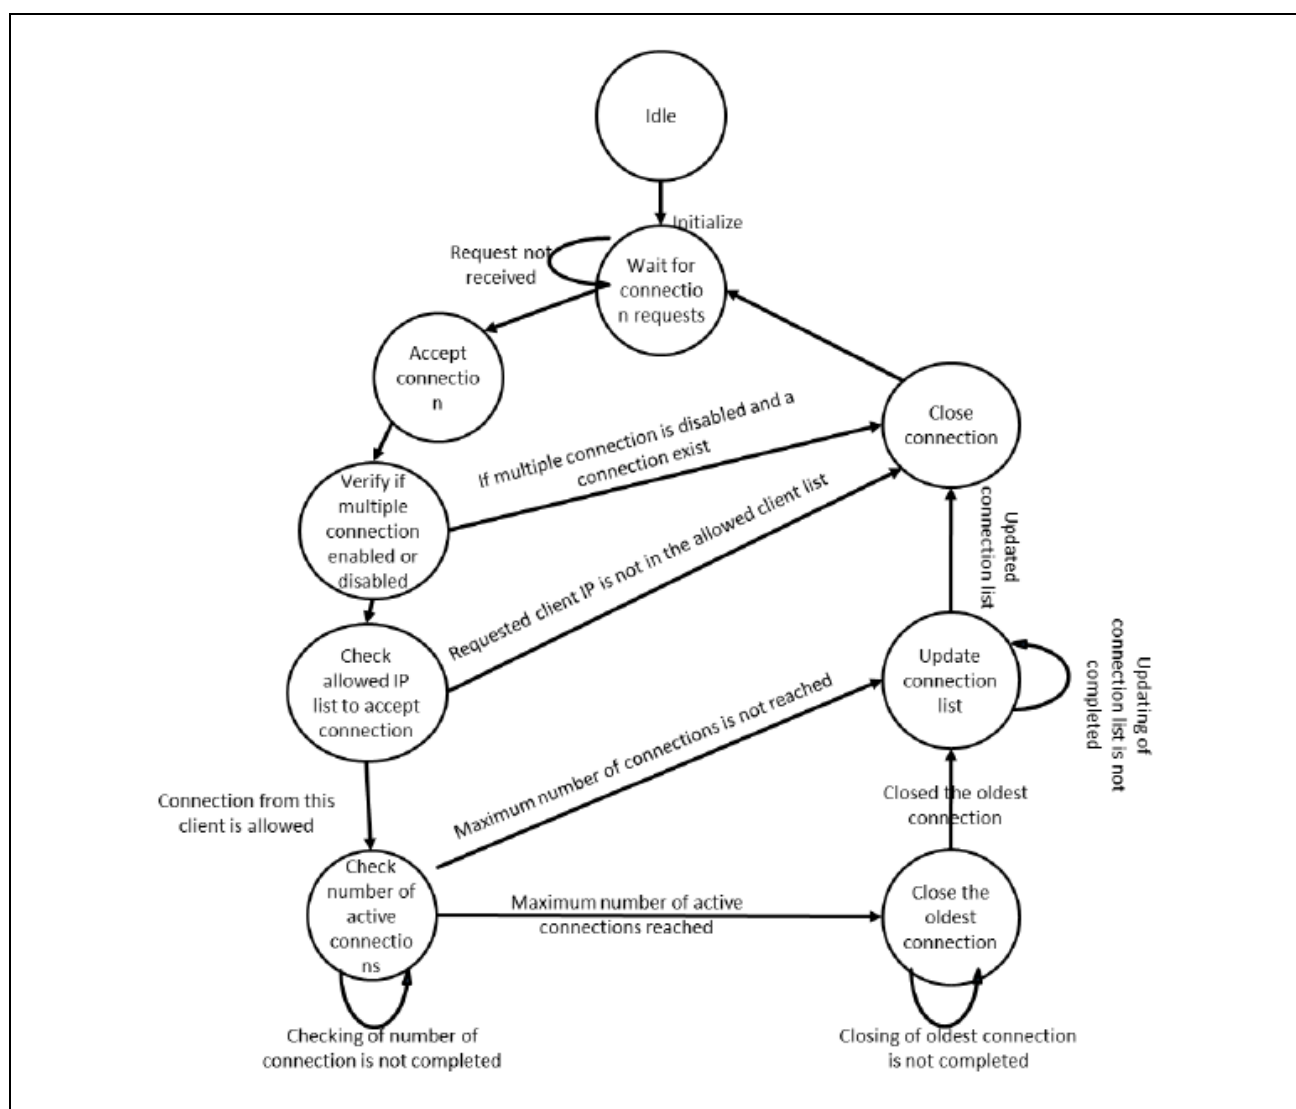 Idle
Initialize
Request not
received
Wait for
connectio
n requests
Accept
connectio
n
Close
connection
If multiple connection is disabled and a
connection exist
Verify if
multiple
connection
enabled or
disabled
Requested client IP is not in the allowed client list
Updated
connection list
Check
allowed IP
list to accept
connection
Update
connection
list
Updating of
connection list is not
completed
Maximum number of connections is not reached
Connection from this
client is allowed
Closed the oldest
connection
Check
number of
active
connectio
ns
Maximum number of active
connections reached
Close the
oldest
connection
Checking of number of
connection is not completed
Closing of oldest connection
is not completed